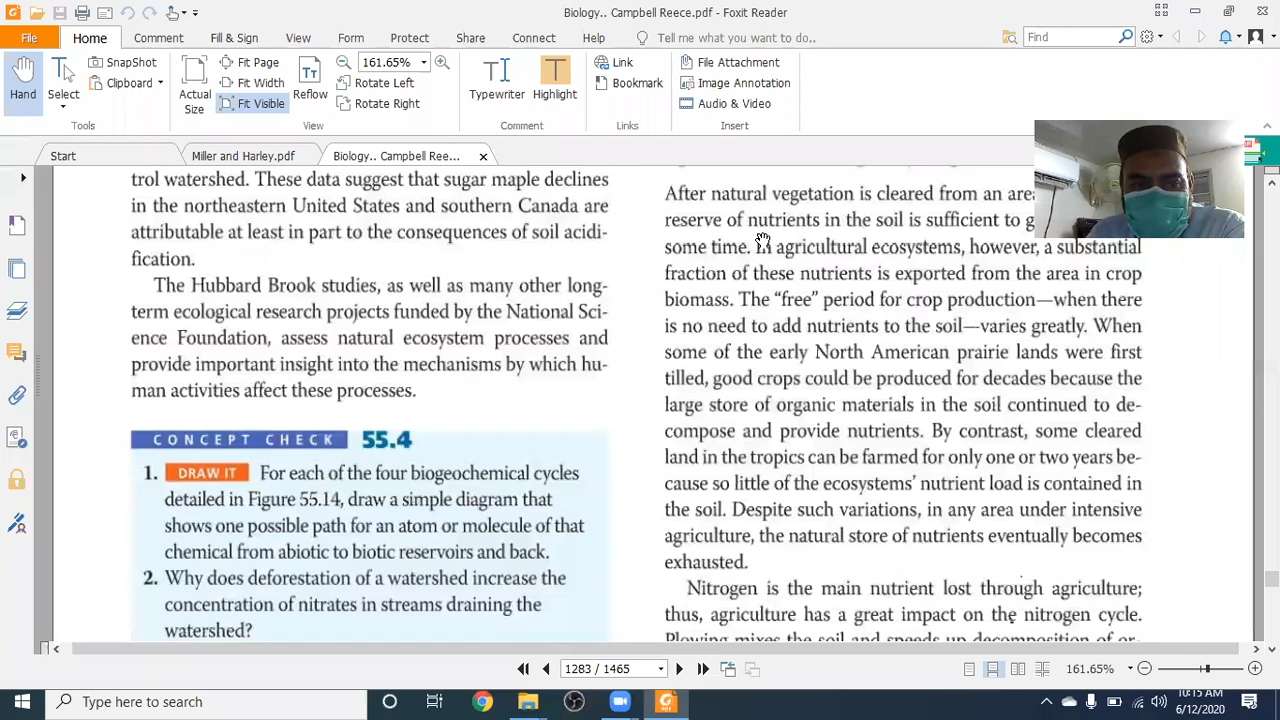 Biology.. Campbell Reece.pdf - Foxit Reader
File Home Comment Fill & Sign View Form Protect Share Connect Help Tell me what you want to do.. Find
Hand
Select
SnapShot
Clipboard
Actual Size
Fit Page
Fit Width
Fit Visible
Reflow
161.65%
Rotate Left
Rotate Right
Typewriter
Highlight
Link
Bookmark
File Attachment
Image Annotation
Audio & Video
Tools View Comment Links Insert
Start Miller and Harley.pdf Biology.. Campbell Ree...
trol watershed. These data suggest that sugar maple declines
in the northeastern United States and southern Canada are
attributable at least in part to the consequences of soil acidi-
fication.
The Hubbard Brook studies, as well as many other long-
term ecological research projects funded by the National Sci-
ence Foundation, assess natural ecosystem processes and
provide important insight into the mechanisms by which hu-
man activities affect these processes.
CONCEPT CHECK 55.4
1. DRAW IT For each of the four biogeochemical cycles
detailed in Figure 55.14, draw a simple diagram that
shows one possible path for an atom or molecule of that
chemical from abiotic to biotic reservoirs and back.
2. Why does deforestation of a watershed increase the
concentration of nitrates in streams draining the
watershed?
After natural vegetation is cleared from an area
reserve of nutrients in the soil is sufficient to
some time. In agricultural ecosystems, however, a substantial
fraction of these nutrients is exported from the area in crop
biomass. The “free” period for crop production—when there
is no need to add nutrients to the soil—varies greatly. When
some of the early North American prairie lands were first
tilled, good crops could be produced for decades because the
large store of organic materials in the soil continued to de-
compose and provide nutrients. By contrast, some cleared
land in the tropics can be farmed for only one or two years be-
cause so little of the ecosystems’ nutrient load is contained in
the soil. Despite such variations, in any area under intensive
agriculture, the natural store of nutrients eventually becomes
exhausted.
Nitrogen is the main nutrient lost through agriculture;
thus, agriculture has a great impact on the nitrogen cycle.
Plowing mixes the soil and speeds up decomposition of or-
1283 / 1465
161.65%
Type here to search
10:15 AM
6/12/2020